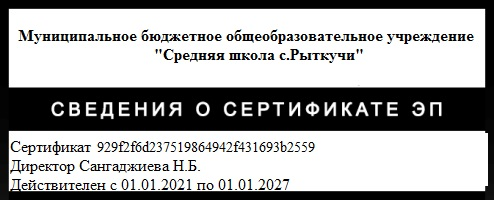 Муниципальное бюджетное общеобразовательное учреждение
"Средняя школа с.Рыткучи"
СВЕДЕНИЯ О СЕРТИФИКАТЕ ЭП
Сертификат 929f2f6d237519864942f431693b2559
Директор Сангаджиева Н.Б.
Действителен с 01.01.2021 по 01.01.2027